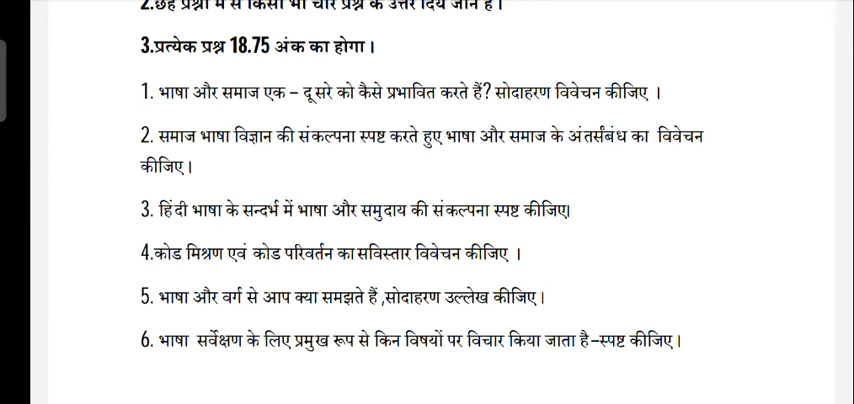 2.छह प्रश्नों में से किसी भी चार प्रश्न के उत्तर दिये जाने हैं।
3.प्रत्येक प्रश्न 18.75 अंक का होगा।
1. भाषा और समाज एक – दूसरे को कैसे प्रभावित करते हैं? सोदाहरण विवेचन कीजिए ।
2. समाज भाषा विज्ञान की संकल्पना स्पष्ट करते हुए भाषा और समाज के अंतर्संबंध का विवेचन
कीजिए।
3. हिंदी भाषा के सन्दर्भ में भाषा और समुदाय की संकल्पना स्पष्ट कीजिए।
4.कोड मिश्रण एवं कोड परिवर्तन का सविस्तार विवेचन कीजिए ।
5. भाषा और वर्ग से आप क्या समझते हैं ,सोदाहरण उल्लेख कीजिए।
6. भाषा सर्वेक्षण के लिए प्रमुख रूप से किन विषयों पर विचार किया जाता है–स्पष्ट कीजिए।